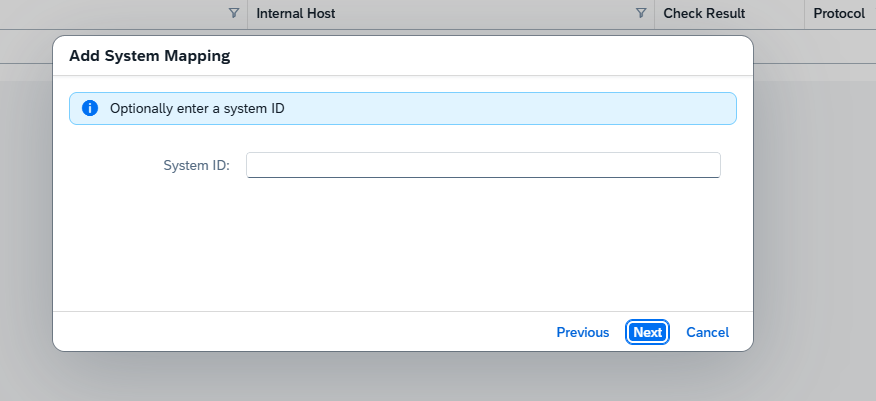 Internal Host Check Result Protocol
Add System Mapping
Optionally enter a system ID
System ID:
Previous Next Cancel